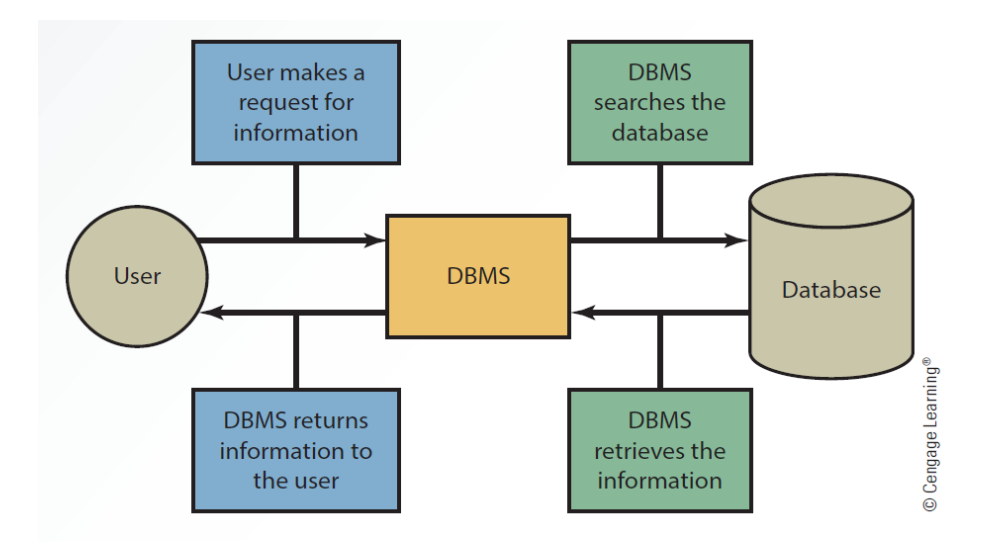 User makes a
request for
information
DBMS
searches the
database
User
DBMS
Database
DBMS returns
information to
the user
DBMS
retrieves the
information
© Cengage Learning®